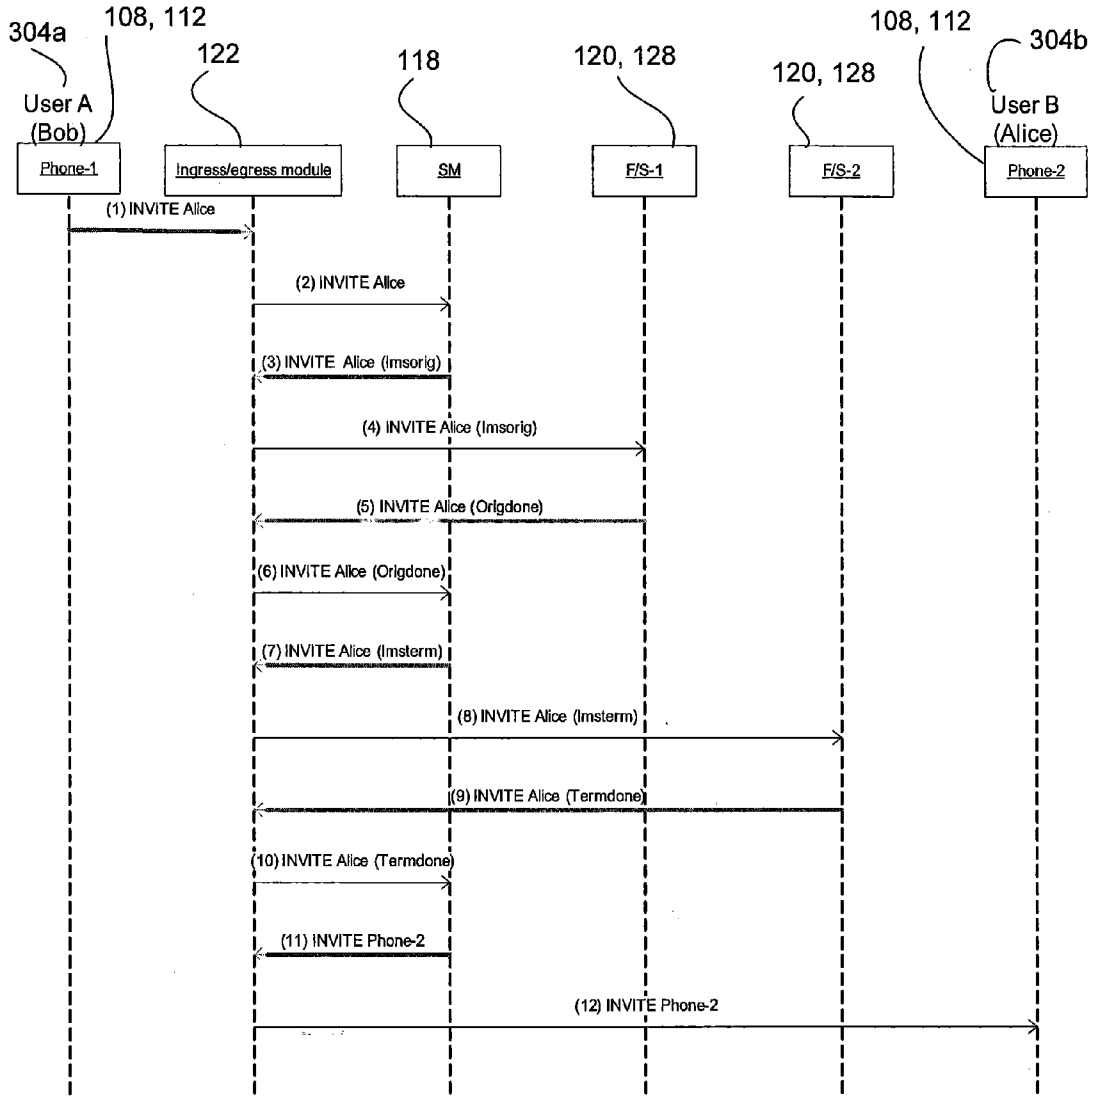 304a
108, 112
122
118
120, 128
120, 128
108, 112
304b
User A
(Bob)
User B
(Alice)
Phone-1
Ingress/egress module
SM
F/S-1
F/S-2
Phone-2
(1) INVITE Alice
(2) INVITE Alice
(3) INVITE Alice (Imsorig)
(4) INVITE Alice (Imsorig)
(5) INVITE Alice (Origdone)
(6) INVITE Alice (Origdone)
(7) INVITE Alice (Imsterm)
(8) INVITE Alice (Imsterm)
(9) INVITE Alice (Termdone)
(10) INVITE Alice (Termdone)
(11) INVITE Phone-2
(12) INVITE Phone-2